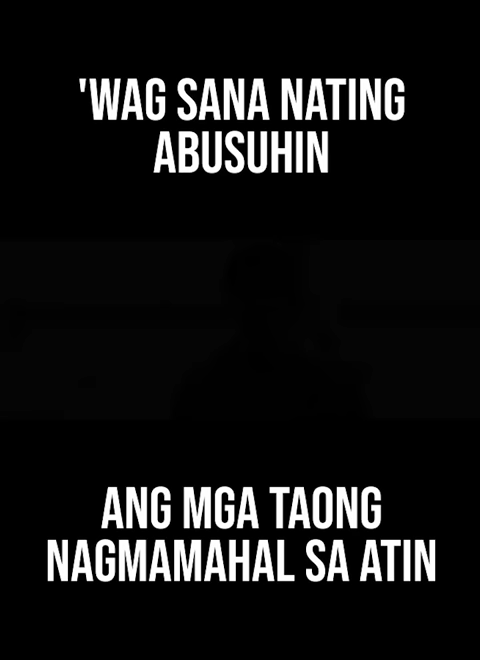 'WAG SANA NATING
ABUSUHIN
ANG MGA TAONG
NAGMAMAHAL SA ATIN